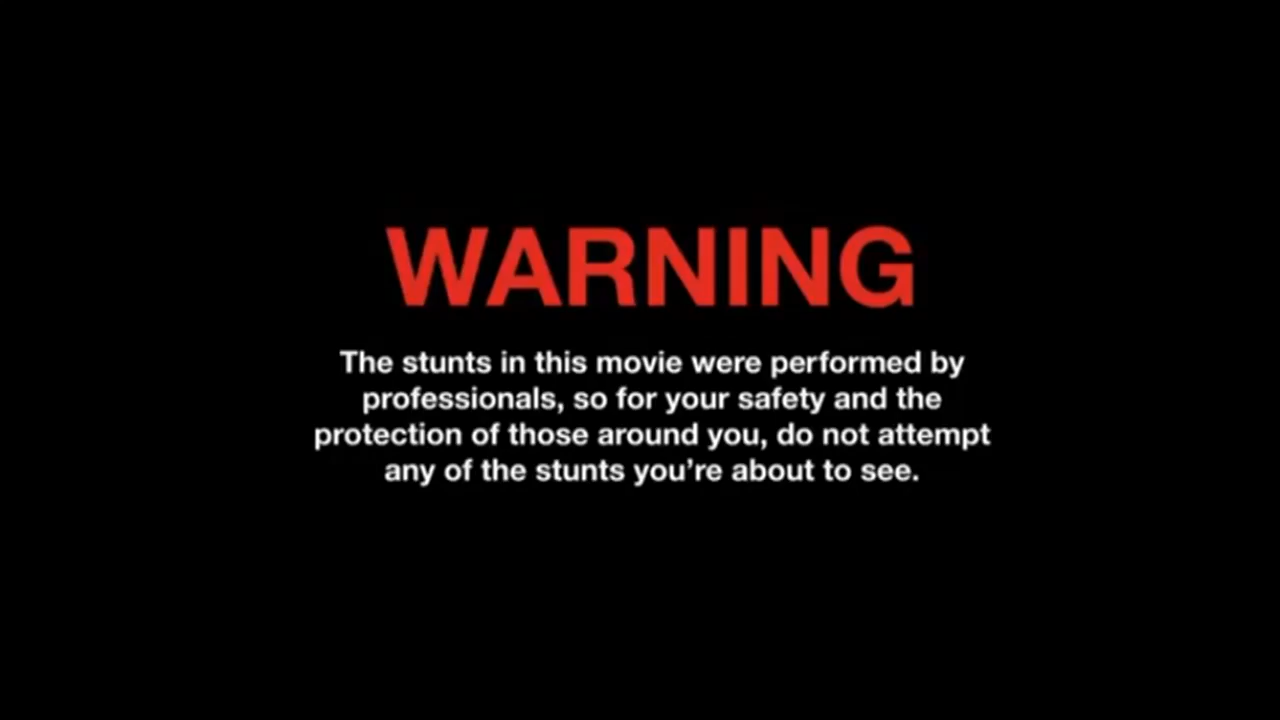 WARNING
The stunts in this movie were performed by
professionals, so for your safety and the
protection of those around you, do not attempt
any of the stunts you’re about to see.